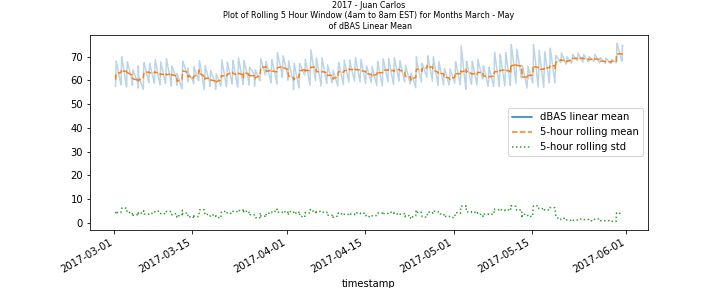 2017 - Juan Carlos
Plot of Rolling 5 Hour Window (4am to 8am EST) for Months March - May
of dBAS Linear Mean
70
60
50
40
30
20
10
0
dBAS linear mean
5-hour rolling mean
5-hour rolling std
2017-03-01
2017-03-15
2017-04-01
2017-04-15
2017-05-01
2017-05-15
2017-06-01
timestamp